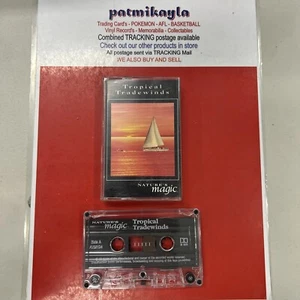 patmikayla
Trading Card's - POKEMON - AFL - BASKETBALL
Vinyl Record's - Memorabilia - Collectables
Combined TRACKING postage available
Check out our other products in store
All postage sent via TRACKING Mail
WE ALSO BUY AND SELL
Tropical
Tradewinds
NATURE'S
magic
NATURE'S
magic
Tropical
Tradewinds
Side A